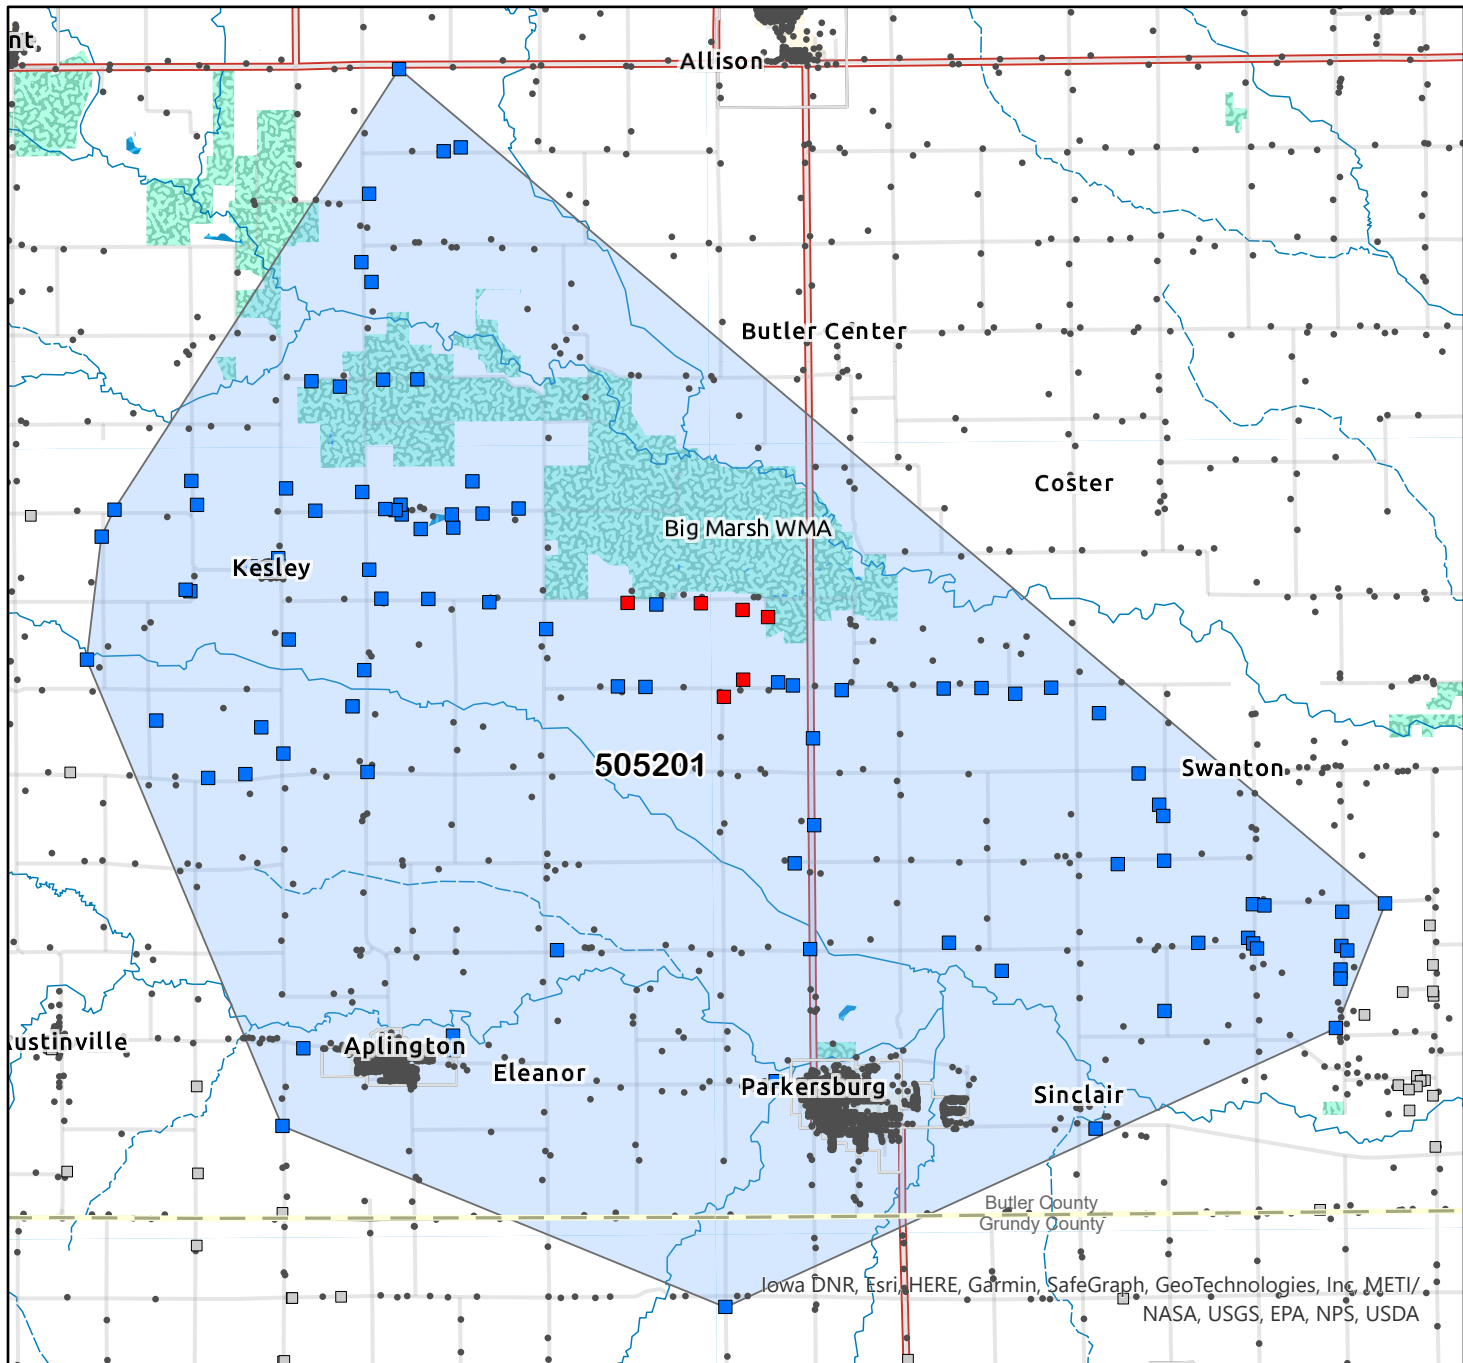 nt
Allison
Butler Center
Coster
Big Marsh WMA
Kesley
505201
Swanton
Austinville
Aplington
Eleanor
Parkersburg
Sinclair
Butler County
Grundy County
Iowa DNR, Esri, HERE, Garmin, SafeGraph, GeoTechnologies, Inc, METI/
NASA, USGS, EPA, NPS, USDA